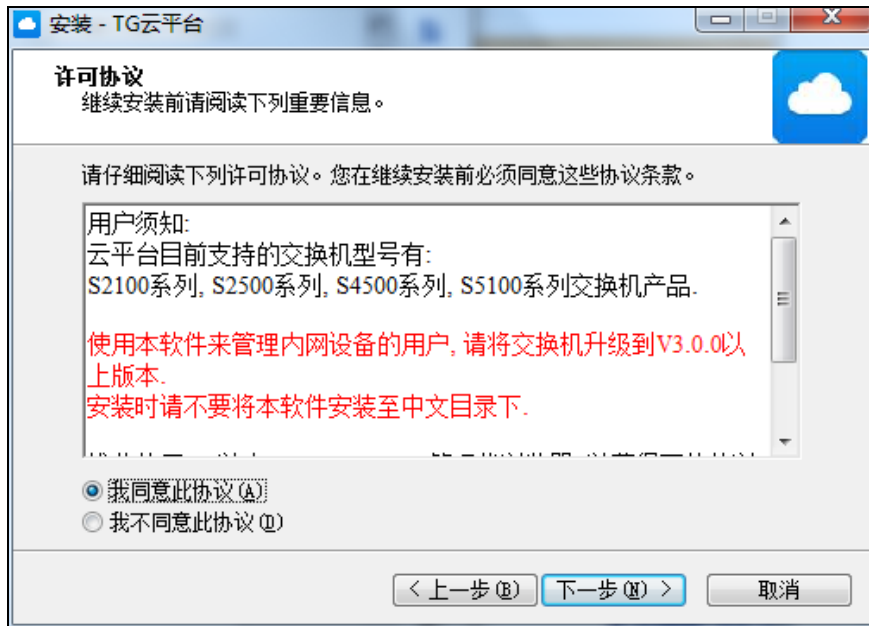 安装 - TG云平台
许可协议
继续安装前请阅读下列重要信息。
请仔细阅读下列许可协议。您在继续安装前必须同意这些协议条款。
用户须知:
云平台目前支持的交换机型号有:
S2100系列, S2500系列, S4500系列, S5100系列交换机产品.
使用本软件来管理内网设备的用户, 请将交换机升级到V3.0.0以
上版本.
安装时请不要将本软件安装至中文目录下.
我同意此协议(A)
我不同意此协议(D)
< 上一步(B)
下一步(N) >
取消